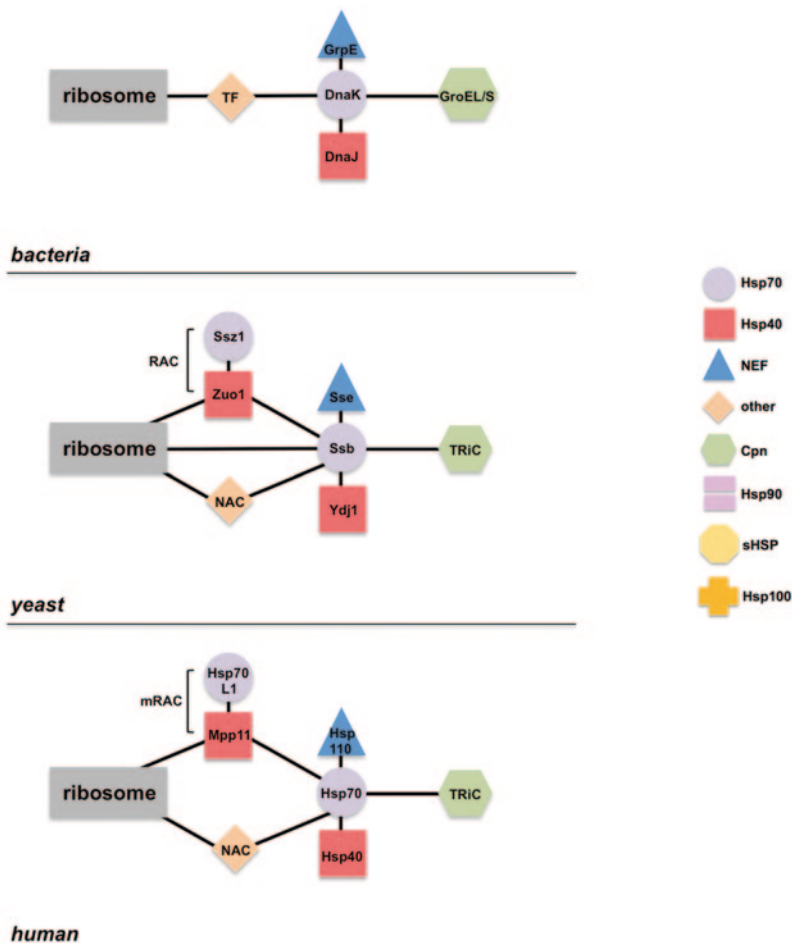 GrpE
ribosome
TF
DnaK
GroEL/S
DnaJ
bacteria
Ssz1
RAC
Zuo1
Sse
ribosome
Ssb
TRiC
NAC
Ydj1
yeast
Hsp70
L1
mRAC
Mpp11
Hsp
110
ribosome
Hsp70
TRiC
NAC
Hsp40
human
Hsp70
Hsp40
NEF
other
Cpn
Hsp90
sHSP
Hsp100